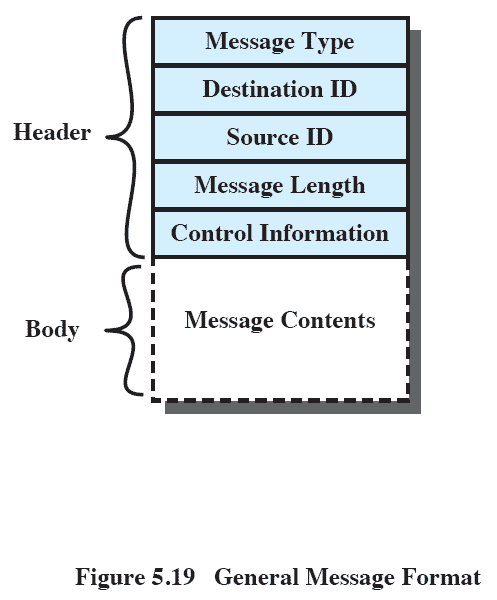 Message Type
Destination ID
Header
Source ID
Message Length
Control Information
Message Contents
Body
Figure 5.19 General Message Format